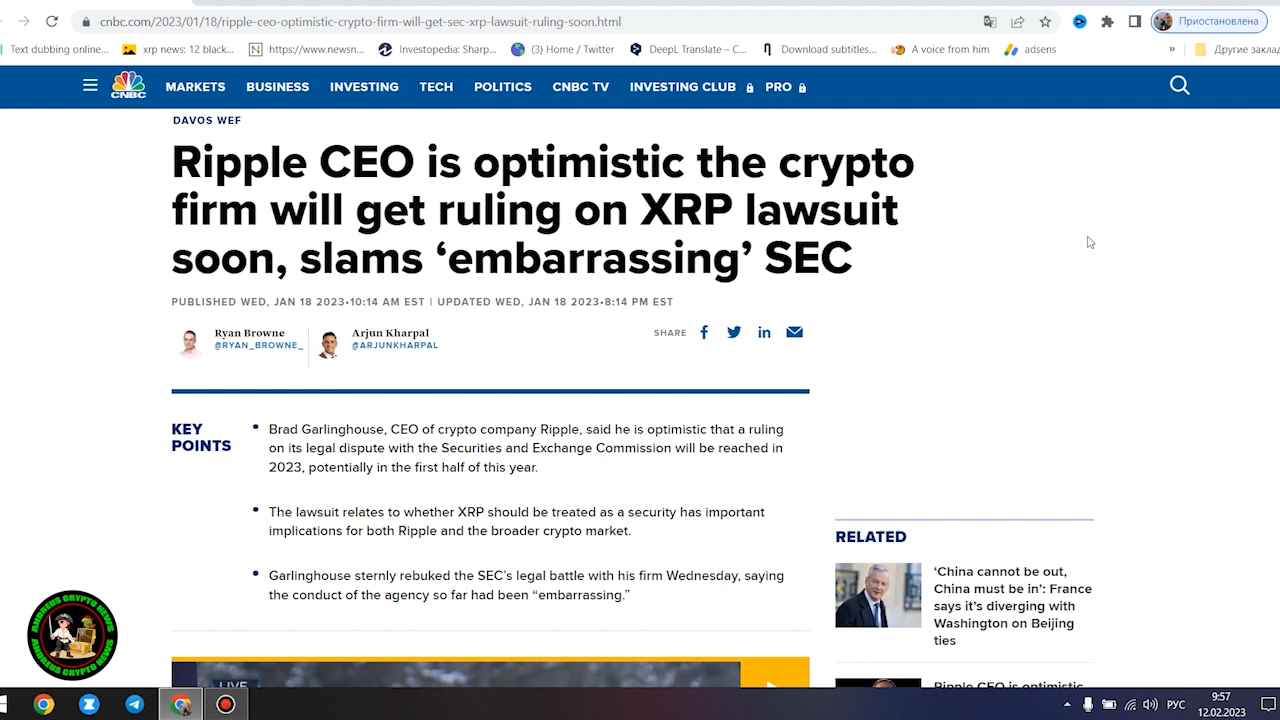 cnbc.com/2023/01/18/ripple-ceo-optimistic-crypto-firm-will-get-sec-xrp-lawsuit-ruling-soon.html
Приостановлена
Text dubbing online...
xrp news: 12 black...
https://www.newsn...
Investopedia: Sharp...
(3) Home / Twitter
DeepL Translate – C...
Download subtitles...
A voice from him
adsens
»
Другие заклад
CNBC
MARKETS
BUSINESS
INVESTING
TECH
POLITICS
CNBC TV
INVESTING CLUB
PRO
DAVOS WEF
Ripple CEO is optimistic the crypto
firm will get ruling on XRP lawsuit
soon, slams ‘embarrassing’ SEC
PUBLISHED WED, JAN 18 2023•10:14 AM EST | UPDATED WED, JAN 18 2023•8:14 PM EST
Ryan Browne
@RYAN_BROWNE_
Arjun Kharpal
@ARJUNKHARPAL
SHARE
KEY
POINTS
Brad Garlinghouse, CEO of crypto company Ripple, said he is optimistic that a ruling
on its legal dispute with the Securities and Exchange Commission will be reached in
2023, potentially in the first half of this year.
The lawsuit relates to whether XRP should be treated as a security has important
implications for both Ripple and the broader crypto market.
Garlinghouse sternly rebuked the SEC’s legal battle with his firm Wednesday, saying
the conduct of the agency so far had been “embarrassing.”
RELATED
‘China cannot be out,
China must be in’: France
says it’s diverging with
Washington on Beijing
ties
Ripple CEO is optimistic
LIVE
ANDREUS CRYPTO NEWS
ANDREUS CRYPTO NEWS
РУС
9:57
12.02.2023